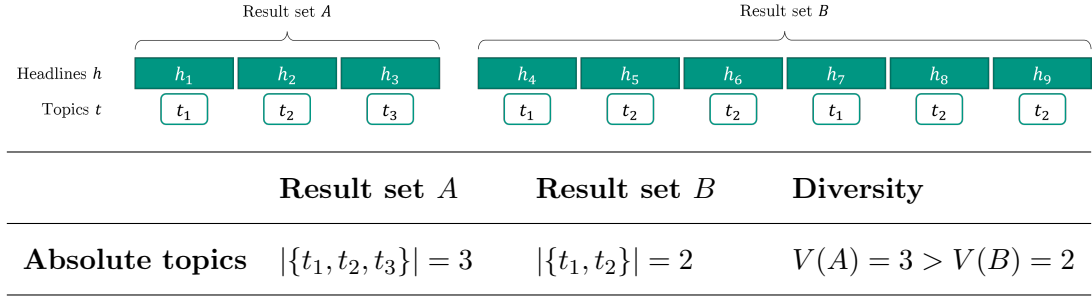 Result set A Result set B
Headlines h h₁ h₂ h₃ h₄ h₅ h₆ h₇ h₈ h₉
Topics t t₁ t₂ t₃ t₁ t₂ t₂ t₁ t₂ t₂
Result set A Result set B Diversity
Absolute topics |{t₁, t₂, t₃}| = 3 |{t₁, t₂}| = 2 V(A) = 3 > V(B) = 2